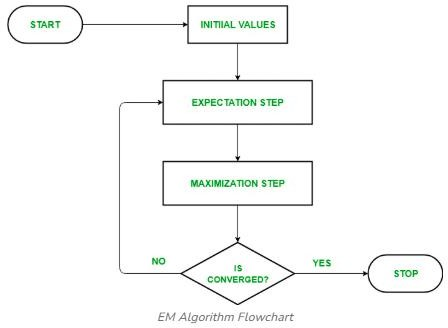 START
INITIIAL VALUES
EXPECTATION STEP
MAXIMIZATION STEP
IS
CONVERGED?
NO
YES
STOP
EM Algorithm Flowchart